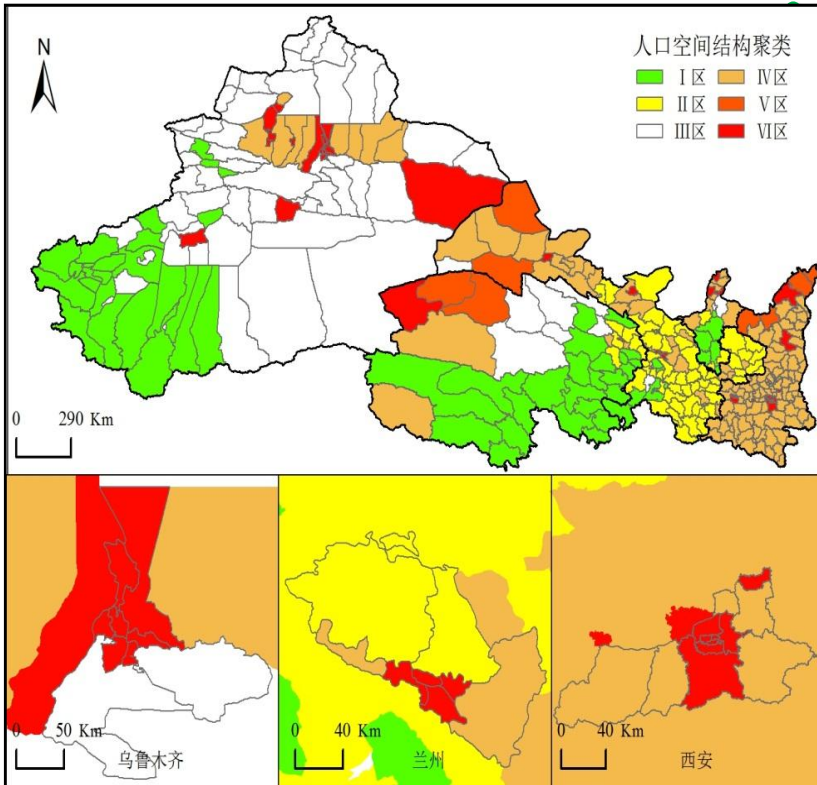 N
人口空间结构聚类
I区 IV区
II区 V区
III区 VI区
0 290 Km
0 50 Km
乌鲁木齐
0 40 Km
兰州
0 40 Km
西安